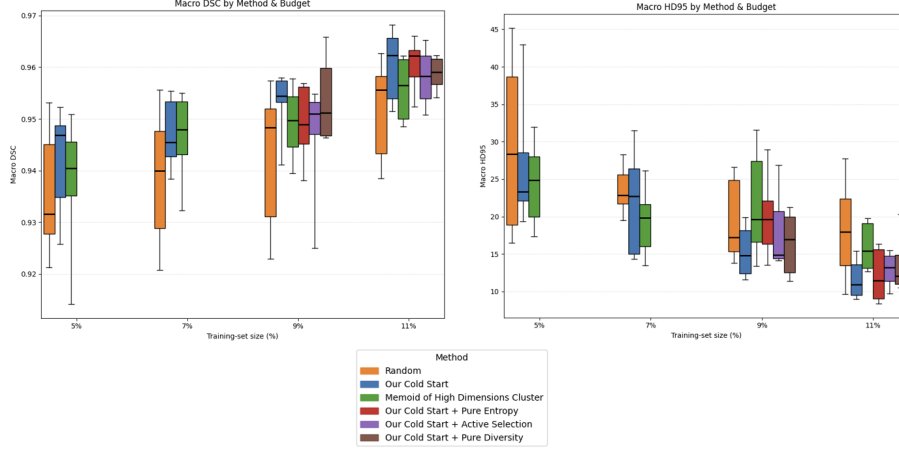 Macro DSC by Method & Budget
0.97
0.96
0.95
0.94
0.93
0.92
Macro DSC
5%
7%
9%
11%
Training-set size (%)
Macro HD95 by Method & Budget
45
40
35
30
25
20
15
10
Macro HD95
5%
7%
9%
11%
Training-set size (%)
Method
Random
Our Cold Start
Memoid of High Dimensions Cluster
Our Cold Start + Pure Entropy
Our Cold Start + Active Selection
Our Cold Start + Pure Diversity